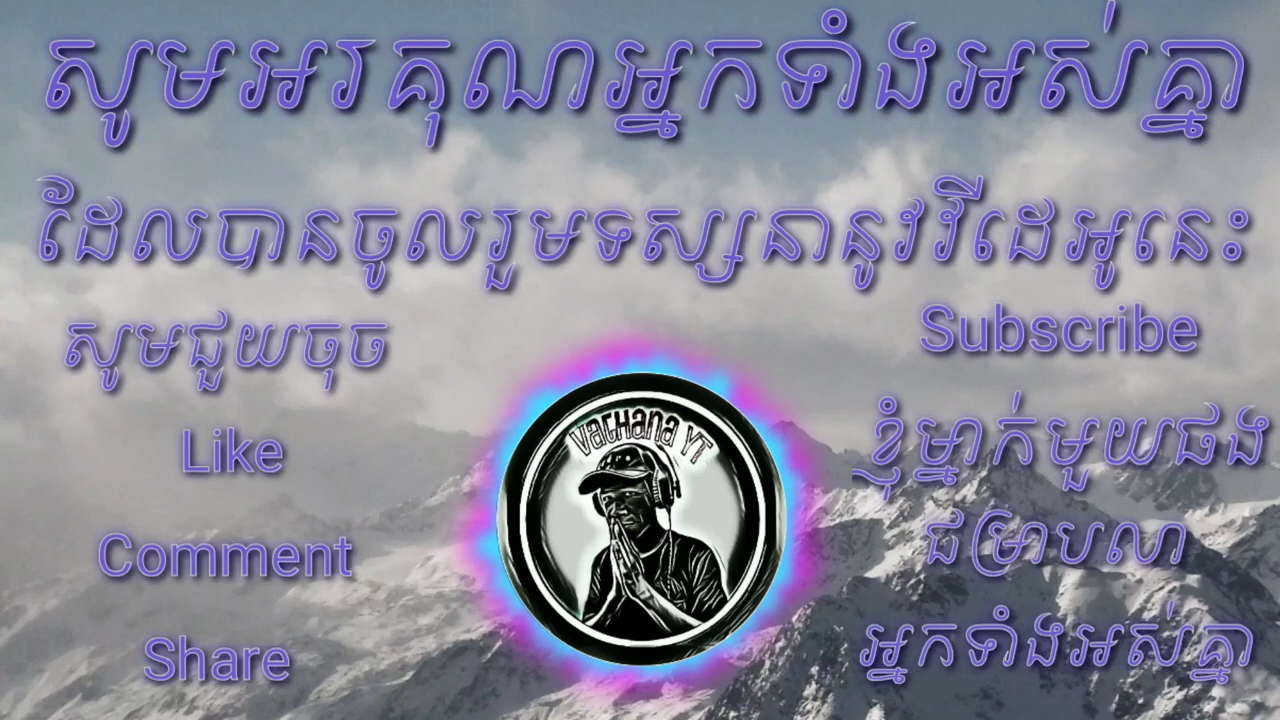 សូមអរគុណអ្នកទាំងអស់គ្នា
ដែលបានចូលរួមទស្សនានូវវីដេអូនេះ
សូមជួយចុច
Like
Comment
Share
VatHana YT
Subscribe
ខ្ញុំម្នាក់មួយផង
ជម្រាបលា
អ្នកទាំងអស់គ្នា